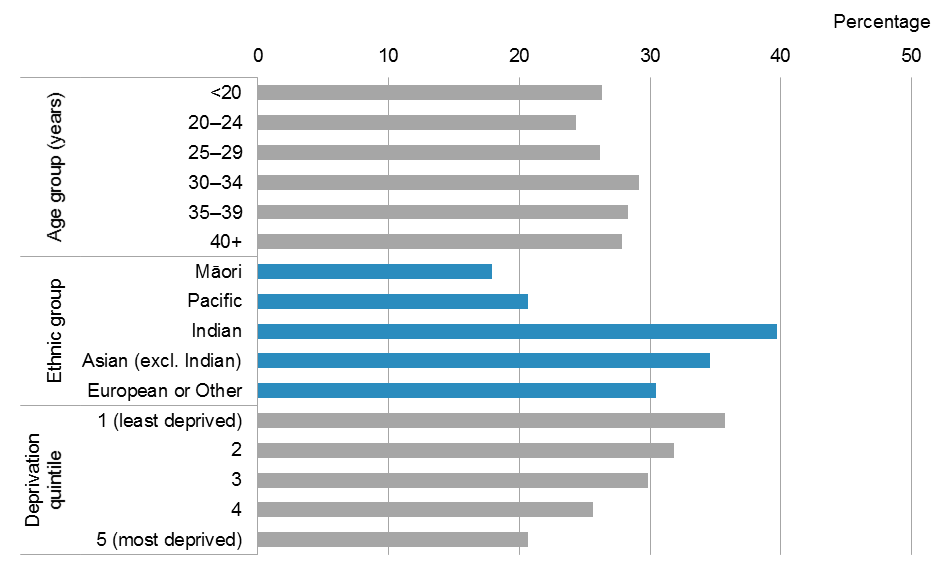 Percentage
0 10 20 30 40 50
Age group (years)
<20
20–24
25–29
30–34
35–39
40+
Ethnic group
Māori
Pacific
Indian
Asian (excl. Indian)
European or Other
Deprivation
quintile
1 (least deprived)
2
3
4
5 (most deprived)